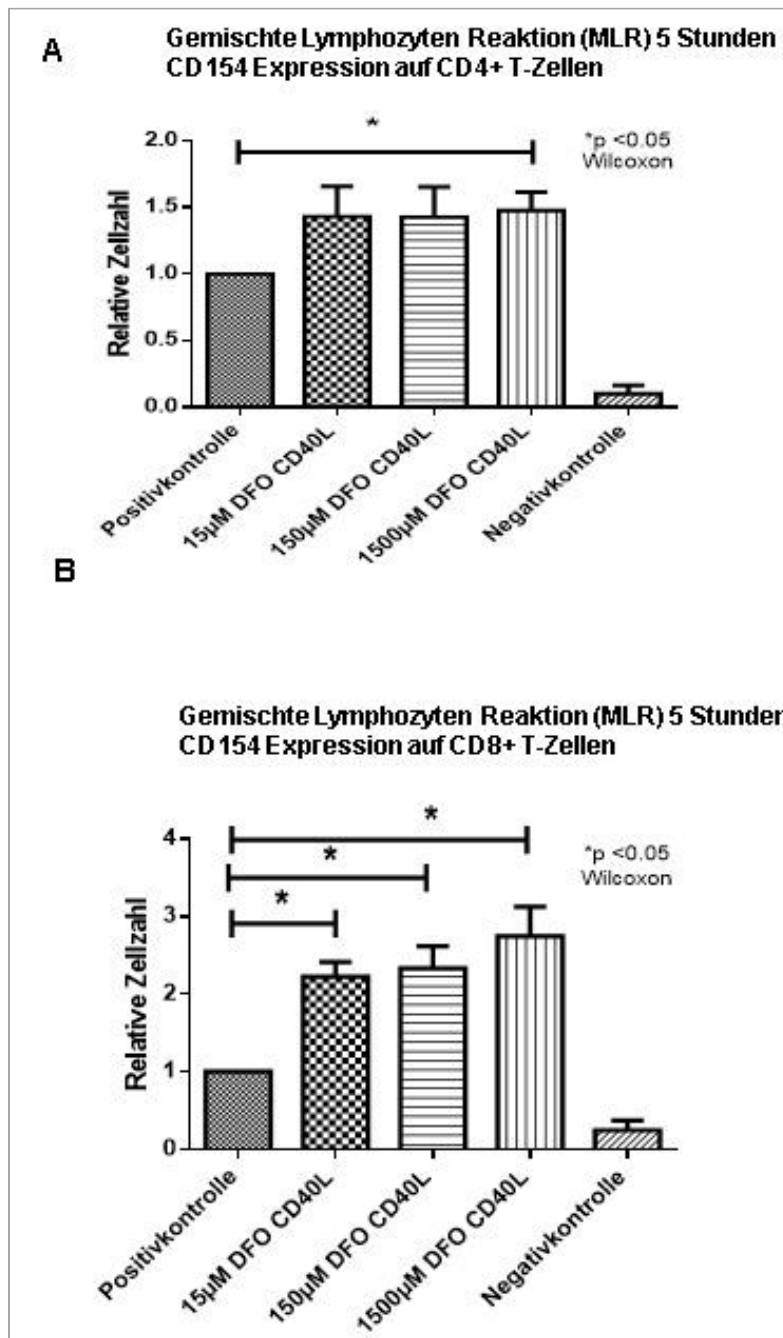 A
Gemischte Lymphozyten Reaktion (MLR) 5 Stunden
CD154 Expression auf CD4+ T-Zellen
*
*p <0.05
Wilcoxon
Relative Zellzahl
2.0
1.5
1.0
0.5
0.0
Positivkontrolle
15µM DFO CD40L
150µM DFO CD40L
1500µM DFO CD40L
Negativkontrolle
B
Gemischte Lymphozyten Reaktion (MLR) 5 Stunden
CD154 Expression auf CD8+ T-Zellen
*
*
*
*p <0.05
Wilcoxon
Relative Zellzahl
4
3
2
1
0
Positivkontrolle
15µM DFO CD40L
150µM DFO CD40L
1500µM DFO CD40L
Negativkontrolle